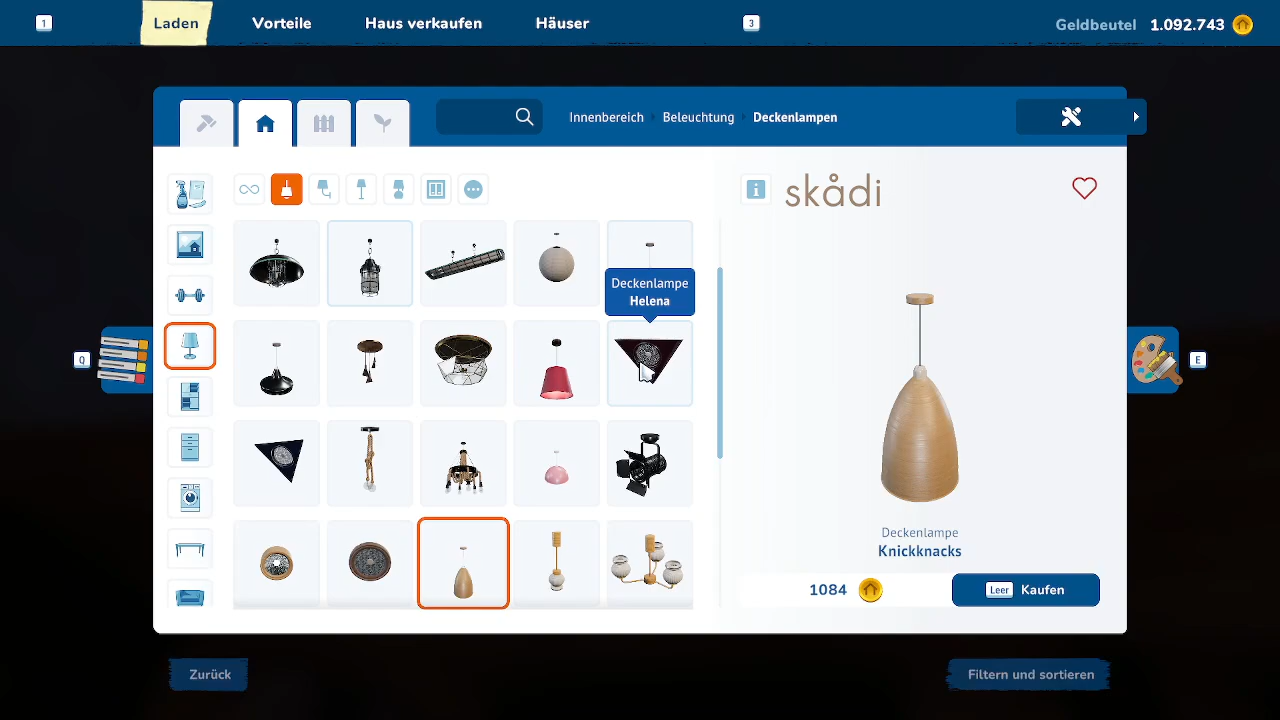 1
Laden
Vorteile
Haus verkaufen
Häuser
3
Geldbeutel
1.092.743
Innenbereich
Beleuchtung
Deckenlampen
skådi
Deckenlampe
Helena
Q
E
Deckenlampe
Knickknacks
1084
Leer
Kaufen
Zurück
Filtern und sortieren